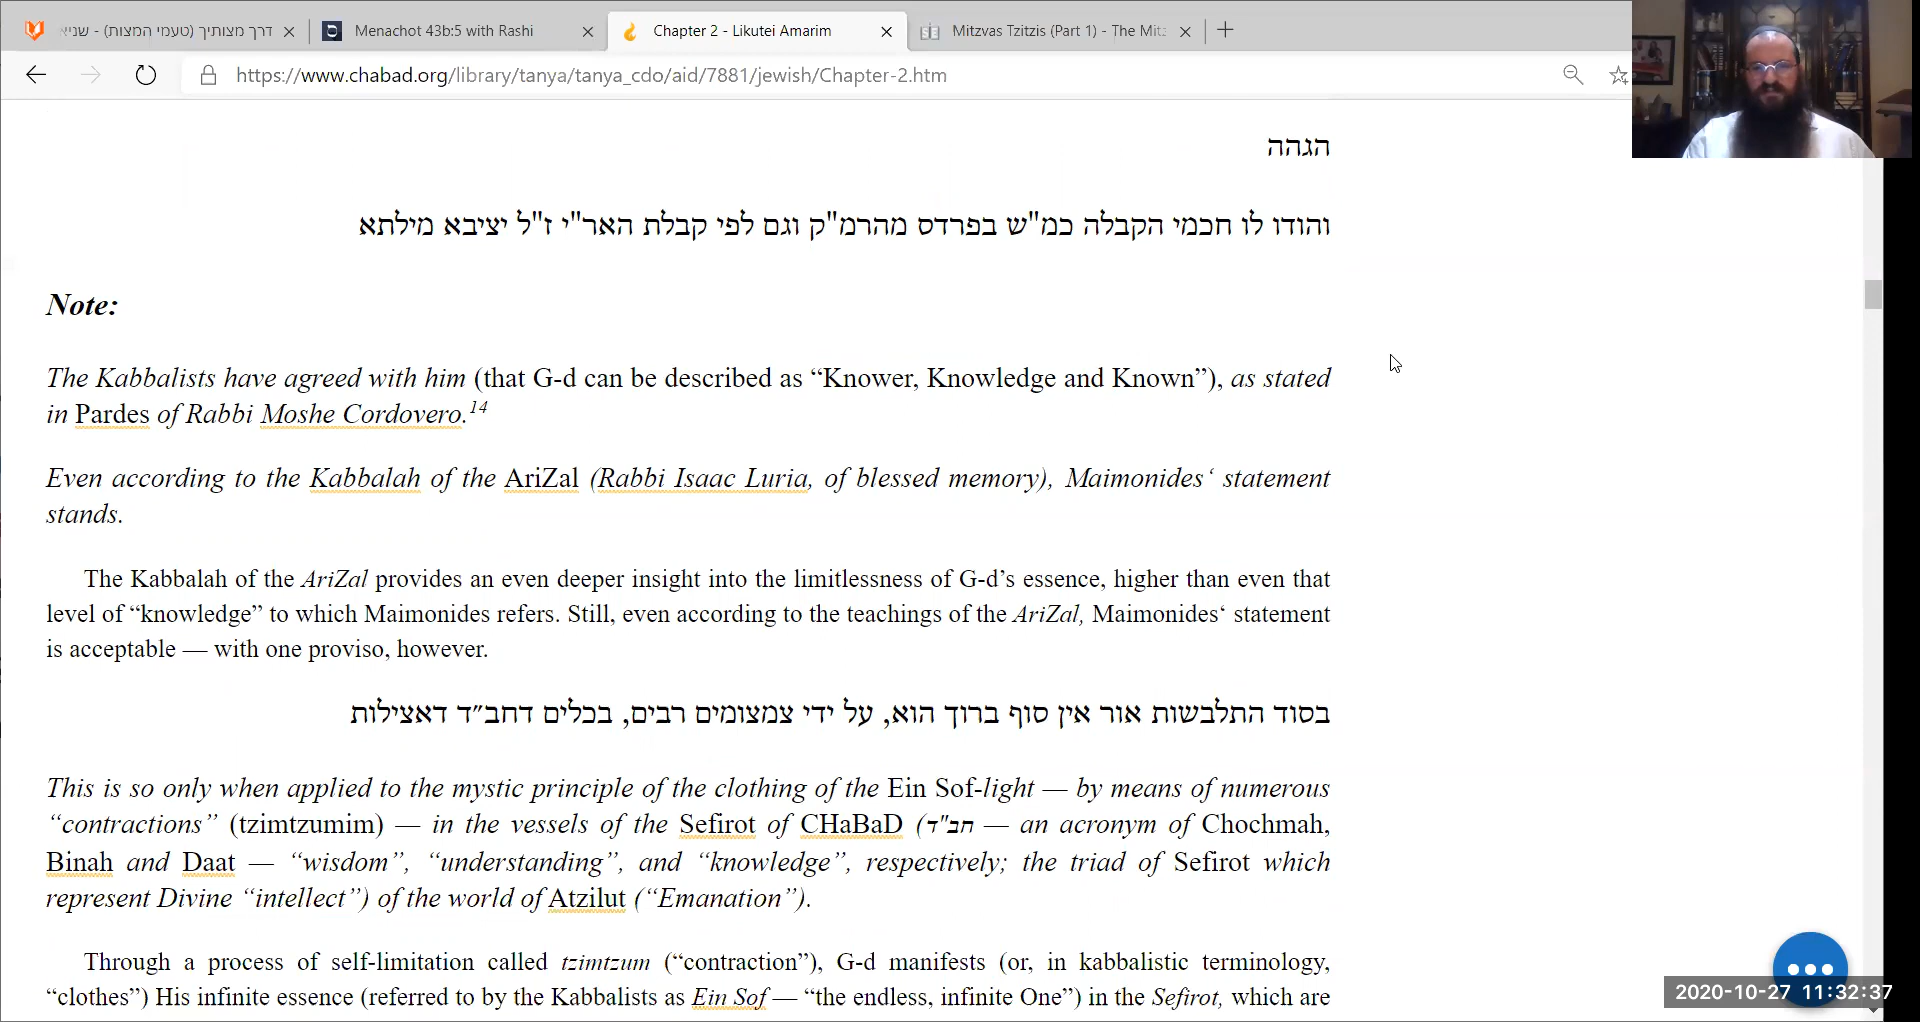 דרך מצותיך (טעמי המצות) - שניא
Menachot 43b:5 with Rashi
Chapter 2 - Likutei Amarim
Mitzvas Tzitzis (Part 1) - The Mitz
https://www.chabad.org/library/tanya/tanya_cdo/aid/7881/jewish/Chapter-2.htm
הגהה
והודו לו חכמי הקבלה כמ"ש בפרדס מהרמ"ק וגם לפי קבלת האר"י ז"ל יציבא מילתא
Note:
The Kabbalists have agreed with him (that G-d can be described as “Knower, Knowledge and Known”), as stated
in Pardes of Rabbi Moshe Cordovero.14
Even according to the Kabbalah of the AriZal (Rabbi Isaac Luria, of blessed memory), Maimonides‘ statement
stands.
The Kabbalah of the AriZal provides an even deeper insight into the limitlessness of G-d’s essence, higher than even that
level of “knowledge” to which Maimonides refers. Still, even according to the teachings of the AriZal, Maimonides‘ statement
is acceptable — with one proviso, however.
בסוד התלבשות אור אין סוף ברוך הוא, על ידי צמצומים רבים, בכלים דחב״ד דאצילות
This is so only when applied to the mystic principle of the clothing of the Ein Sof-light — by means of numerous
“contractions” (tzimtzumim) — in the vessels of the Sefirot of CHaBaD (חב"ד — an acronym of Chochmah,
Binah and Daat — “wisdom”, “understanding”, and “knowledge”, respectively; the triad of Sefirot which
represent Divine “intellect”) of the world of Atzilut (“Emanation”).
Through a process of self-limitation called tzimtzum (“contraction”), G-d manifests (or, in kabbalistic terminology,
“clothes”) His infinite essence (referred to by the Kabbalists as Ein Sof — “the endless, infinite One”) in the Sefirot, which are
2020-10-27 11:32:37